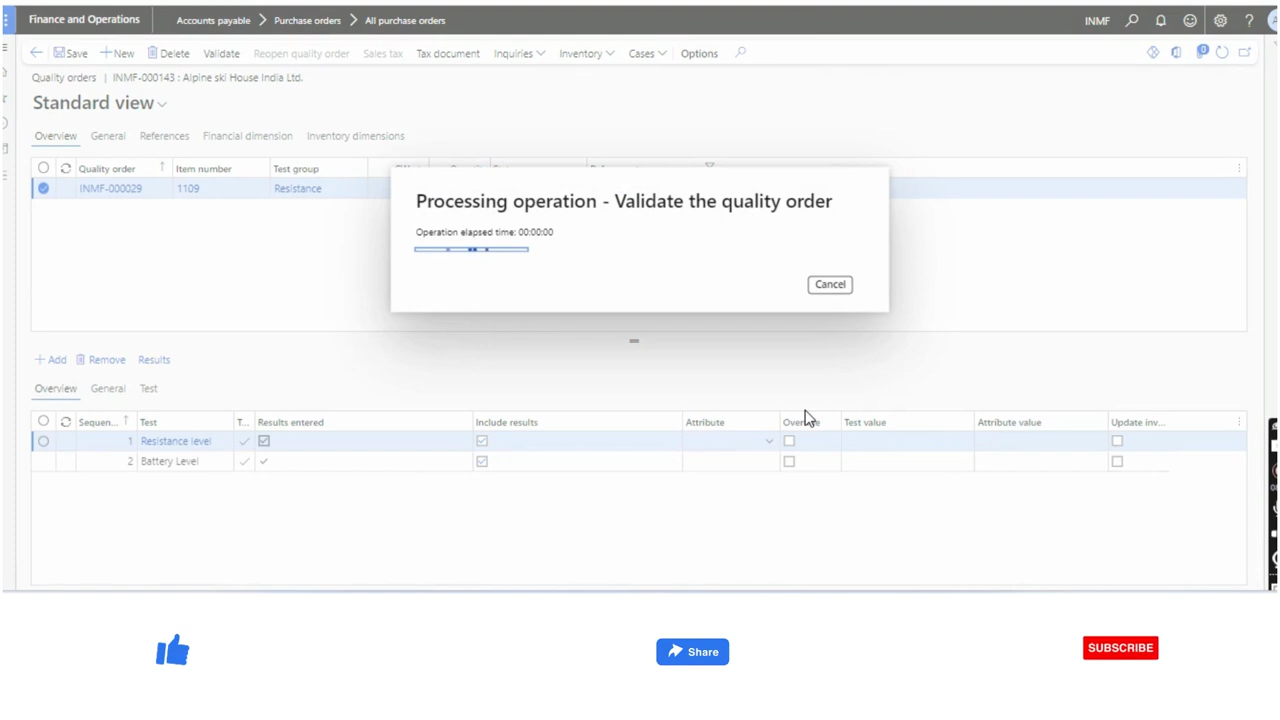 Finance and Operations Accounts payable Purchase orders All purchase orders INMF
Save New Delete Validate Reopen quality order Sales tax Tax document Inquiries Inventory Cases Options 0
Quality orders | INMF-000143 : Alpine ski House India Ltd.
Standard view
Overview General References Financial dimension Inventory dimensions
Quality order Item number Test group
INMF-000029 1109 Resistance
Processing operation - Validate the quality order
Operation elapsed time: 00:00:00
Cancel
Add Remove Results
Overview General Test
Sequen... Test T... Results entered Include results Attribute Test value Attribute value Update inv...
1 Resistance level
2 Battery Level
Share
SUBSCRIBE